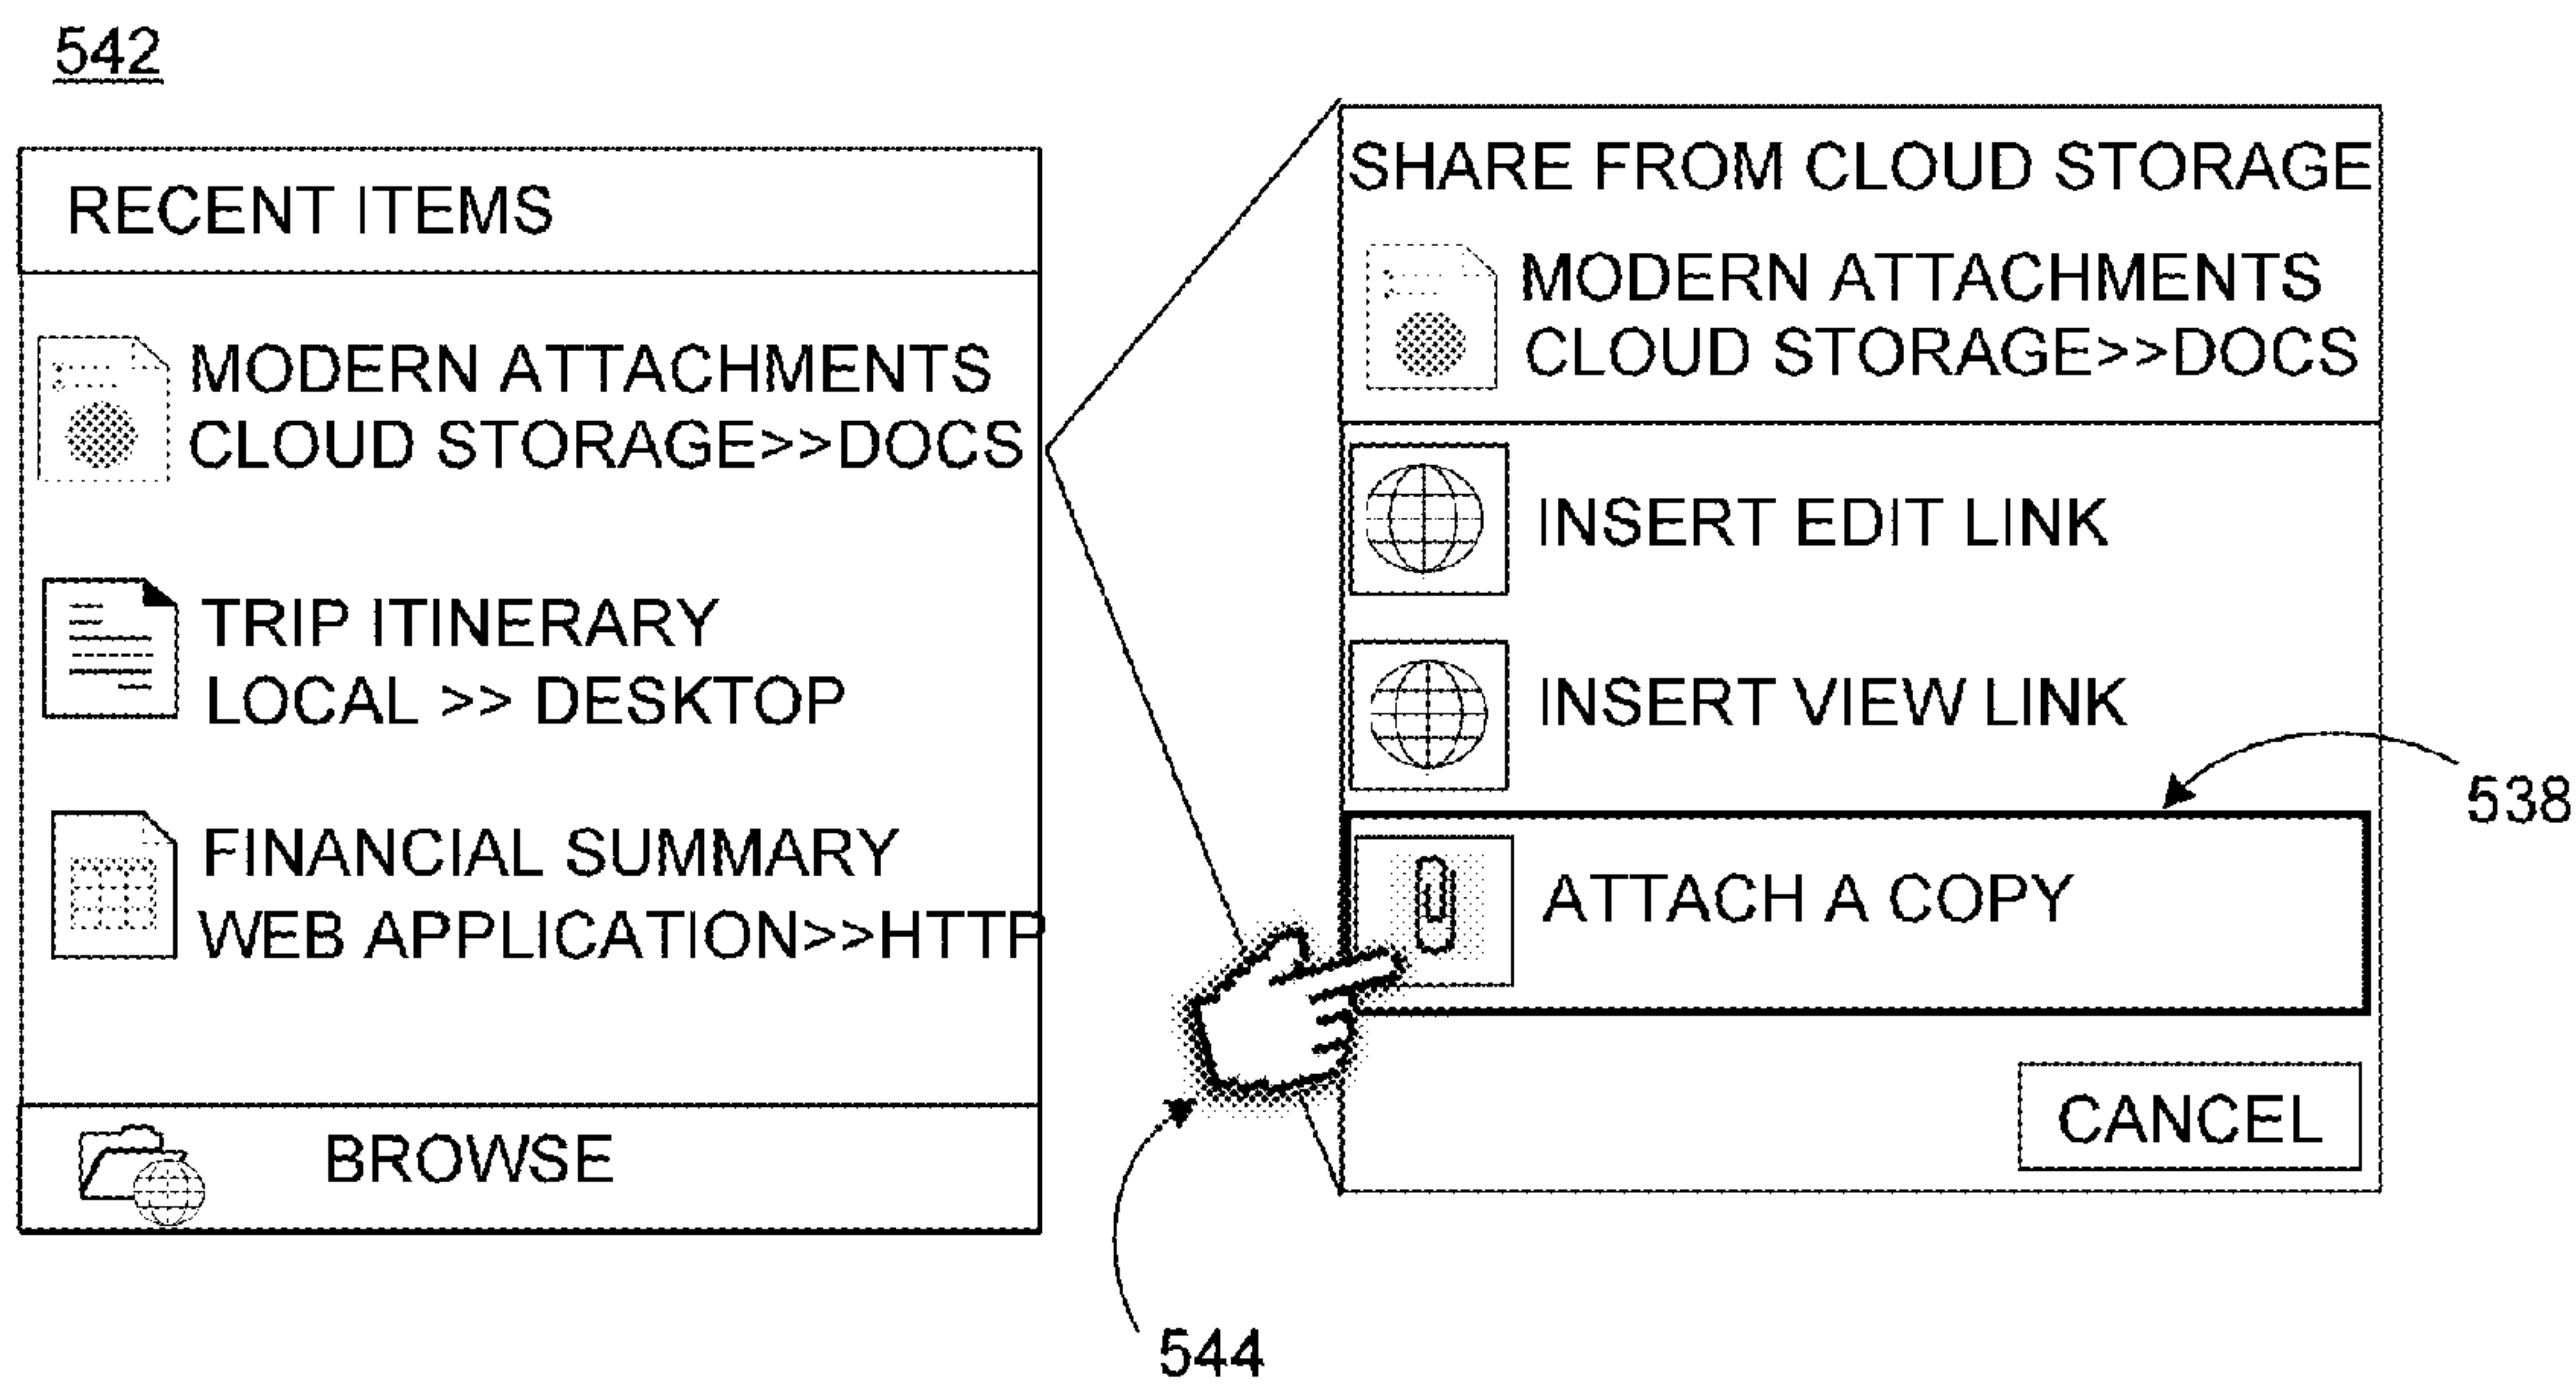 542
RECENT ITEMS
MODERN ATTACHMENTS
CLOUD STORAGE>>DOCS
TRIP ITINERARY
LOCAL >> DESKTOP
FINANCIAL SUMMARY
WEB APPLICATION>>HTTP
BROWSE
SHARE FROM CLOUD STORAGE
MODERN ATTACHMENTS
CLOUD STORAGE>>DOCS
INSERT EDIT LINK
INSERT VIEW LINK
538
ATTACH A COPY
CANCEL
544